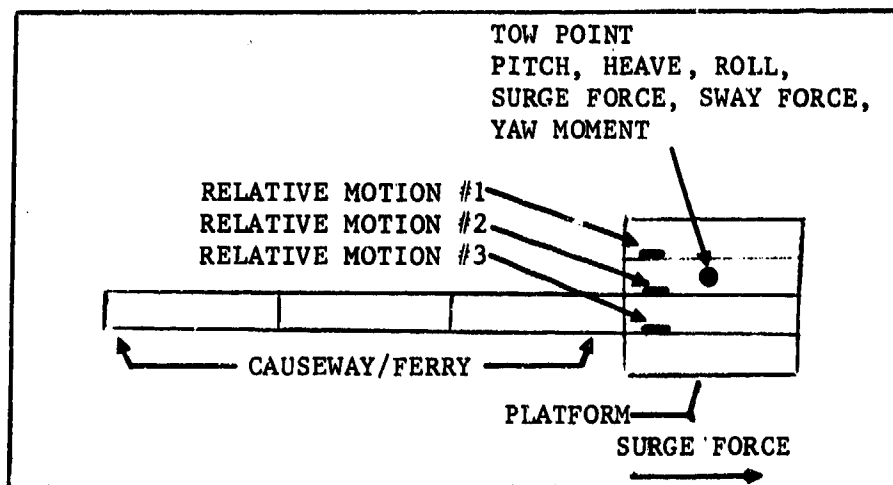 TOW POINT
PITCH, HEAVE, ROLL,
SURGE FORCE, SWAY FORCE,
YAW MOMENT
RELATIVE MOTION #1
RELATIVE MOTION #2
RELATIVE MOTION #3
CAUSEWAY/FERRY
PLATFORM
SURGE FORCE